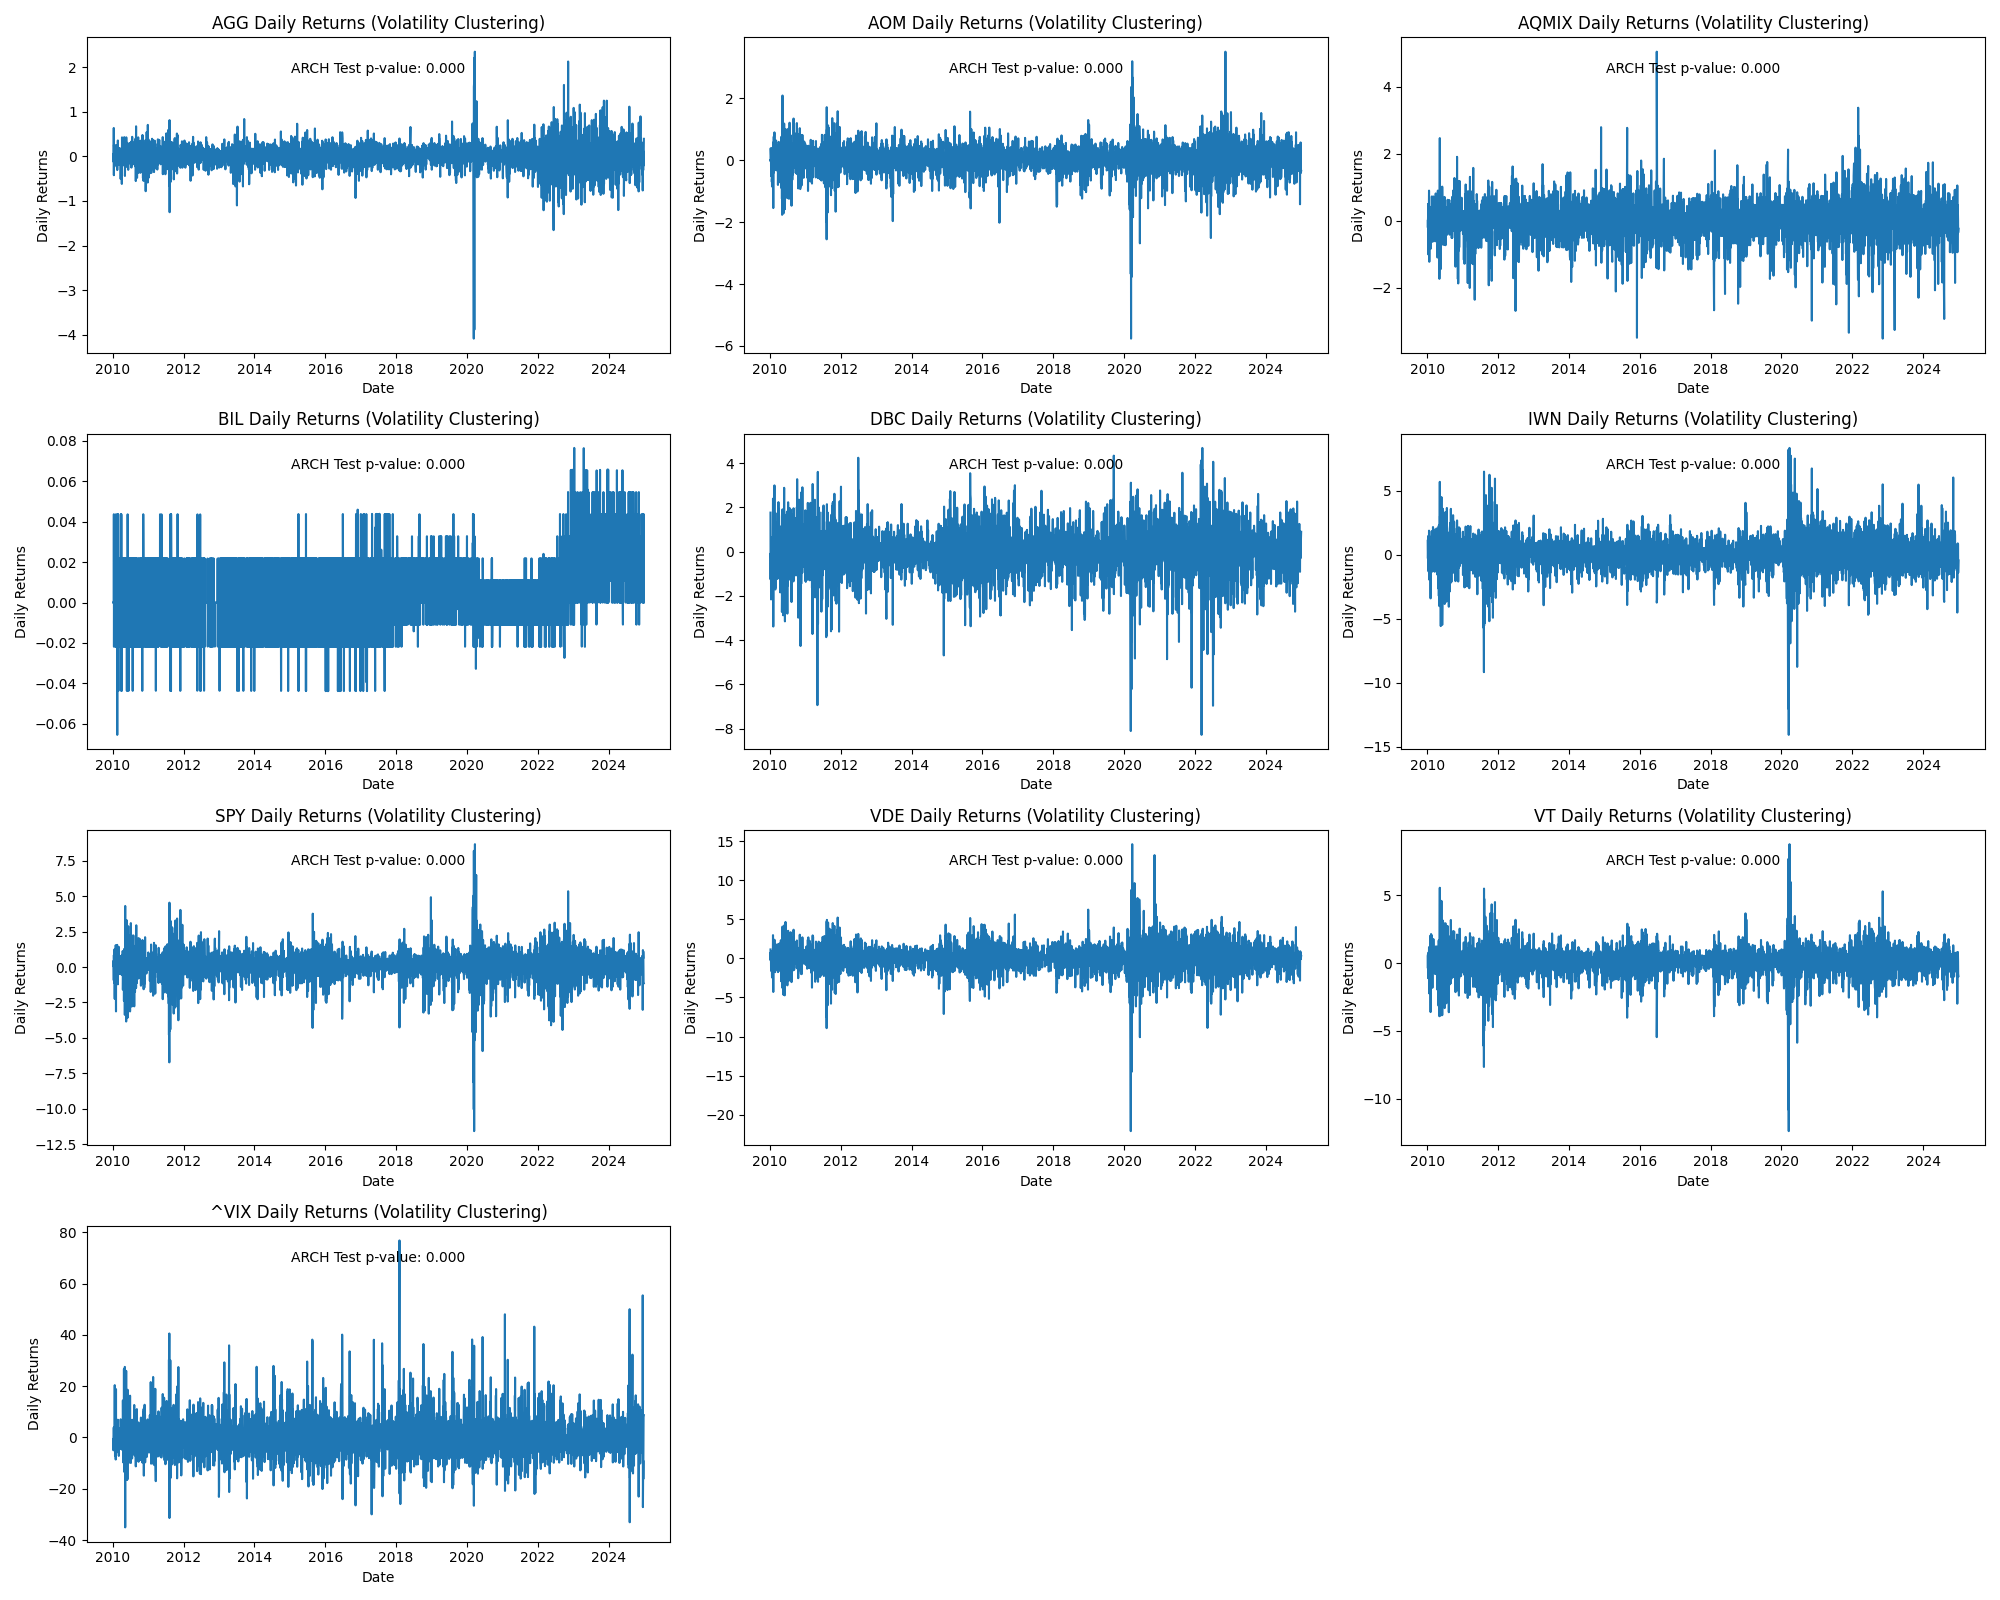 AGG Daily Returns (Volatility Clustering)
ARCH Test p-value: 0.000
Daily Returns
2
1
0
−1
−2
−3
−4
2010 2012 2014 2016 2018 2020 2022 2024
Date
AOM Daily Returns (Volatility Clustering)
ARCH Test p-value: 0.000
Daily Returns
2
0
−2
−4
−6
2010 2012 2014 2016 2018 2020 2022 2024
Date
AQMIX Daily Returns (Volatility Clustering)
ARCH Test p-value: 0.000
Daily Returns
4
2
0
−2
2010 2012 2014 2016 2018 2020 2022 2024
Date
BIL Daily Returns (Volatility Clustering)
ARCH Test p-value: 0.000
Daily Returns
0.08
0.06
0.04
0.02
0.00
−0.02
−0.04
−0.06
2010 2012 2014 2016 2018 2020 2022 2024
Date
DBC Daily Returns (Volatility Clustering)
ARCH Test p-value: 0.000
Daily Returns
4
2
0
−2
−4
−6
−8
2010 2012 2014 2016 2018 2020 2022 2024
Date
IWN Daily Returns (Volatility Clustering)
ARCH Test p-value: 0.000
Daily Returns
5
0
−5
−10
−15
2010 2012 2014 2016 2018 2020 2022 2024
Date
SPY Daily Returns (Volatility Clustering)
ARCH Test p-value: 0.000
Daily Returns
7.5
5.0
2.5
0.0
−2.5
−5.0
−7.5
−10.0
−12.5
2010 2012 2014 2016 2018 2020 2022 2024
Date
VDE Daily Returns (Volatility Clustering)
ARCH Test p-value: 0.000
Daily Returns
15
10
5
0
−5
−10
−15
−20
2010 2012 2014 2016 2018 2020 2022 2024
Date
VT Daily Returns (Volatility Clustering)
ARCH Test p-value: 0.000
Daily Returns
5
0
−5
−10
2010 2012 2014 2016 2018 2020 2022 2024
Date
^VIX Daily Returns (Volatility Clustering)
ARCH Test p-value: 0.000
Daily Returns
80
60
40
20
0
−20
−40
2010 2012 2014 2016 2018 2020 2022 2024
Date